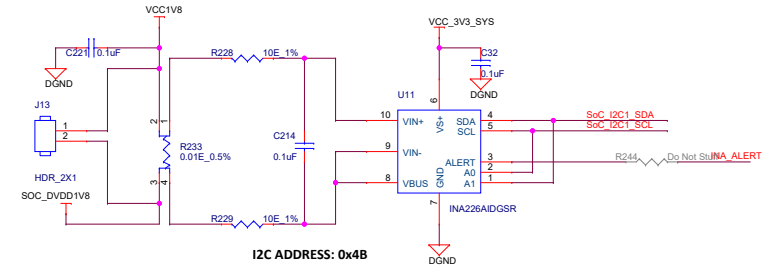 VCC1V8
VCC_3V3_SYS
C221 0.1uF
DGND
R228 10E_1%
C32
0.1uF
DGND
J13
1
2
HDR_2X1
2 1
R233
0.01E_0.5%
3 4
SOC_DVDD1V8
C214
0.1uF
R229 10E_1%
U11
10 VIN+
9 VIN-
8 VBUS
6 VS+
GND 7
SDA 4 SoC_I2C1_SDA
SCL 5 SoC_I2C1_SCL
ALERT 3 R244 INA_ALERT
A0 2
A1 1
INA226AIDGSR
DGND
I2C ADDRESS: 0x4B